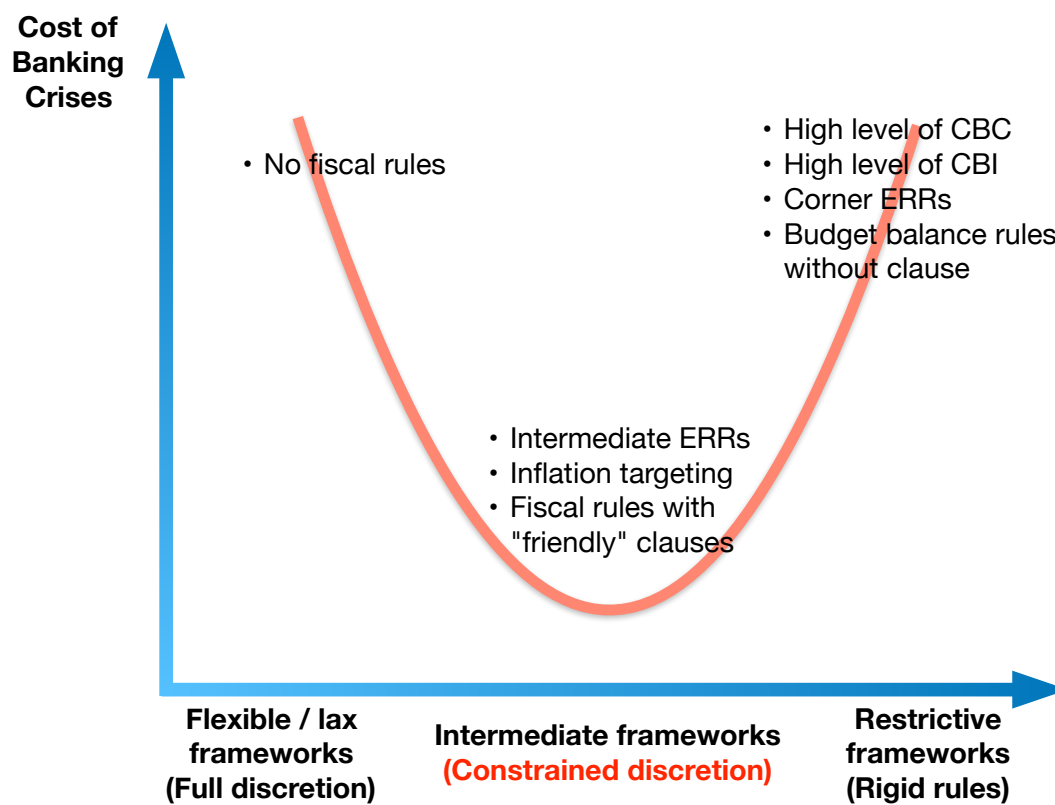 Cost of
Banking
Crises
• No fiscal rules
• High level of CBC
• High level of CBI
• Corner ERRs
• Budget balance rules
without clause
• Intermediate ERRs
• Inflation targeting
• Fiscal rules with
"friendly" clauses
Flexible / lax
frameworks
(Full discretion)
Intermediate frameworks
(Constrained discretion)
Restrictive
frameworks
(Rigid rules)